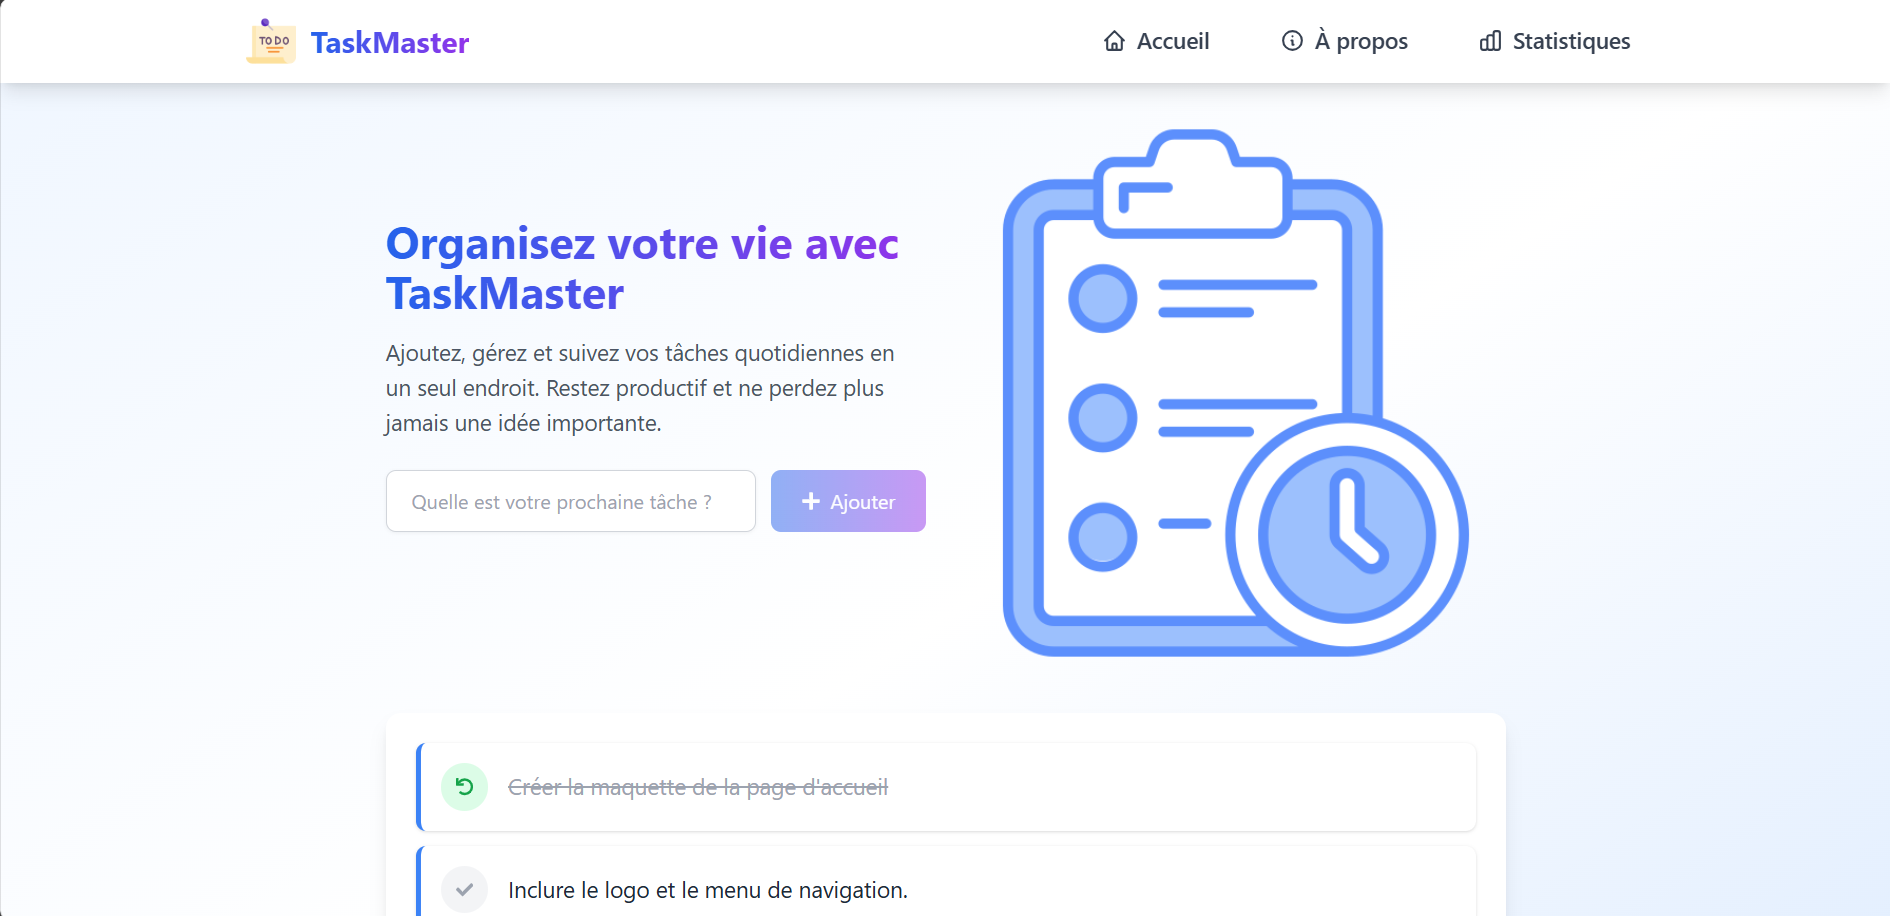 TO DO
TaskMaster
Accueil
À propos
Statistiques
Organisez votre vie avec
TaskMaster
Ajoutez, gérez et suivez vos tâches quotidiennes en
un seul endroit. Restez productif et ne perdez plus
jamais une idée importante.
Quelle est votre prochaine tâche ?
Ajouter
Créer la maquette de la page d'accueil
Inclure le logo et le menu de navigation.